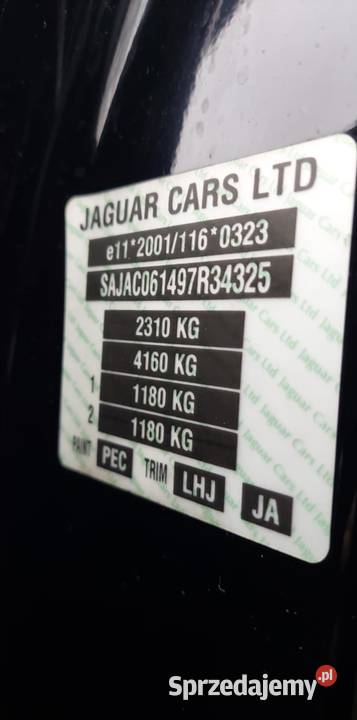 JAGUAR CARS LTD
e11*2001/116*0323
SAJAC061497R34325
2310 KG
4160 KG
1 1180 KG
2 1180 KG
PAINT PEC TRIM LHJ JA
Sprzedajemy.pl